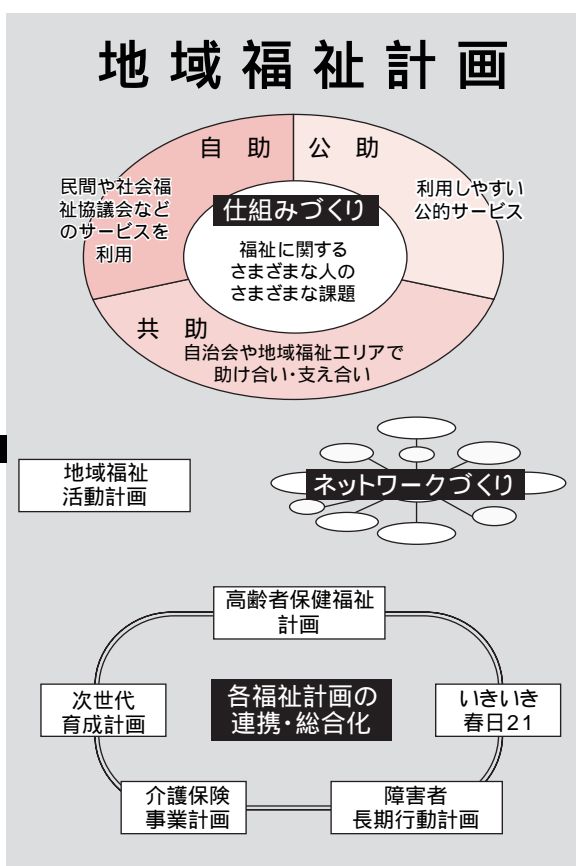 地域福祉計画
自助
公助
民間や社会福
祉協議会など
のサービスを
利用
利用しやすい
公的サービス
仕組みづくり
福祉に関する
さまざまな人の
さまざまな課題
共助
自治会や地域福祉エリアで
助け合い・支え合い
地域福祉
活動計画
ネットワークづくり
高齢者保健福祉
計画
次世代
育成計画
各福祉計画の
連携・総合化
いきいき
春日21
介護保険
事業計画
障害者
長期行動計画